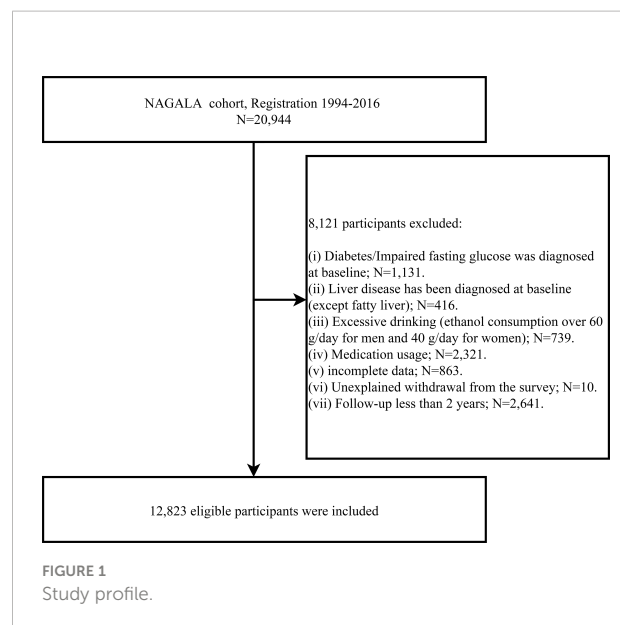 NAGALA cohort, Registration 1994-2016
N=20,944
8,121 participants excluded:
(i) Diabetes/Impaired fasting glucose was diagnosed
at baseline; N=1,131.
(ii) Liver disease has been diagnosed at baseline
(except fatty liver); N=416.
(iii) Excessive drinking (ethanol consumption over 60
g/day for men and 40 g/day for women); N=739.
(iv) Medication usage; N=2,321.
(v) incomplete data; N=863.
(vi) Unexplained withdrawal from the survey; N=10.
(vii) Follow-up less than 2 years; N=2,641.
12,823 eligible participants were included
FIGURE 1
Study profile.